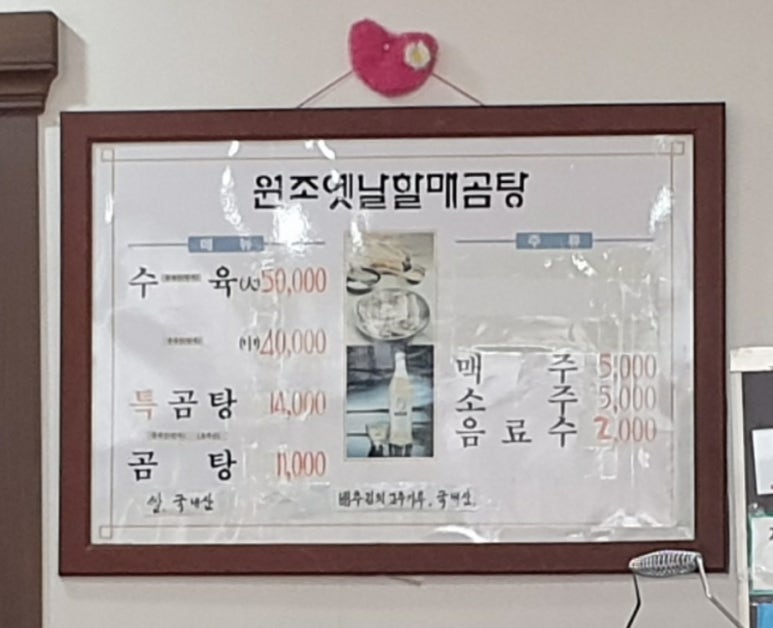 원조옛날할매곰탕
메 뉴
수 육(大)50,000
40,000
특곰탕 14,000
곰 탕 11,000
쌀. 국내산
주 류
맥 주 5,000
소 주 5,000
음 료 수 2,000
배추김치 고추가루. 국내산.